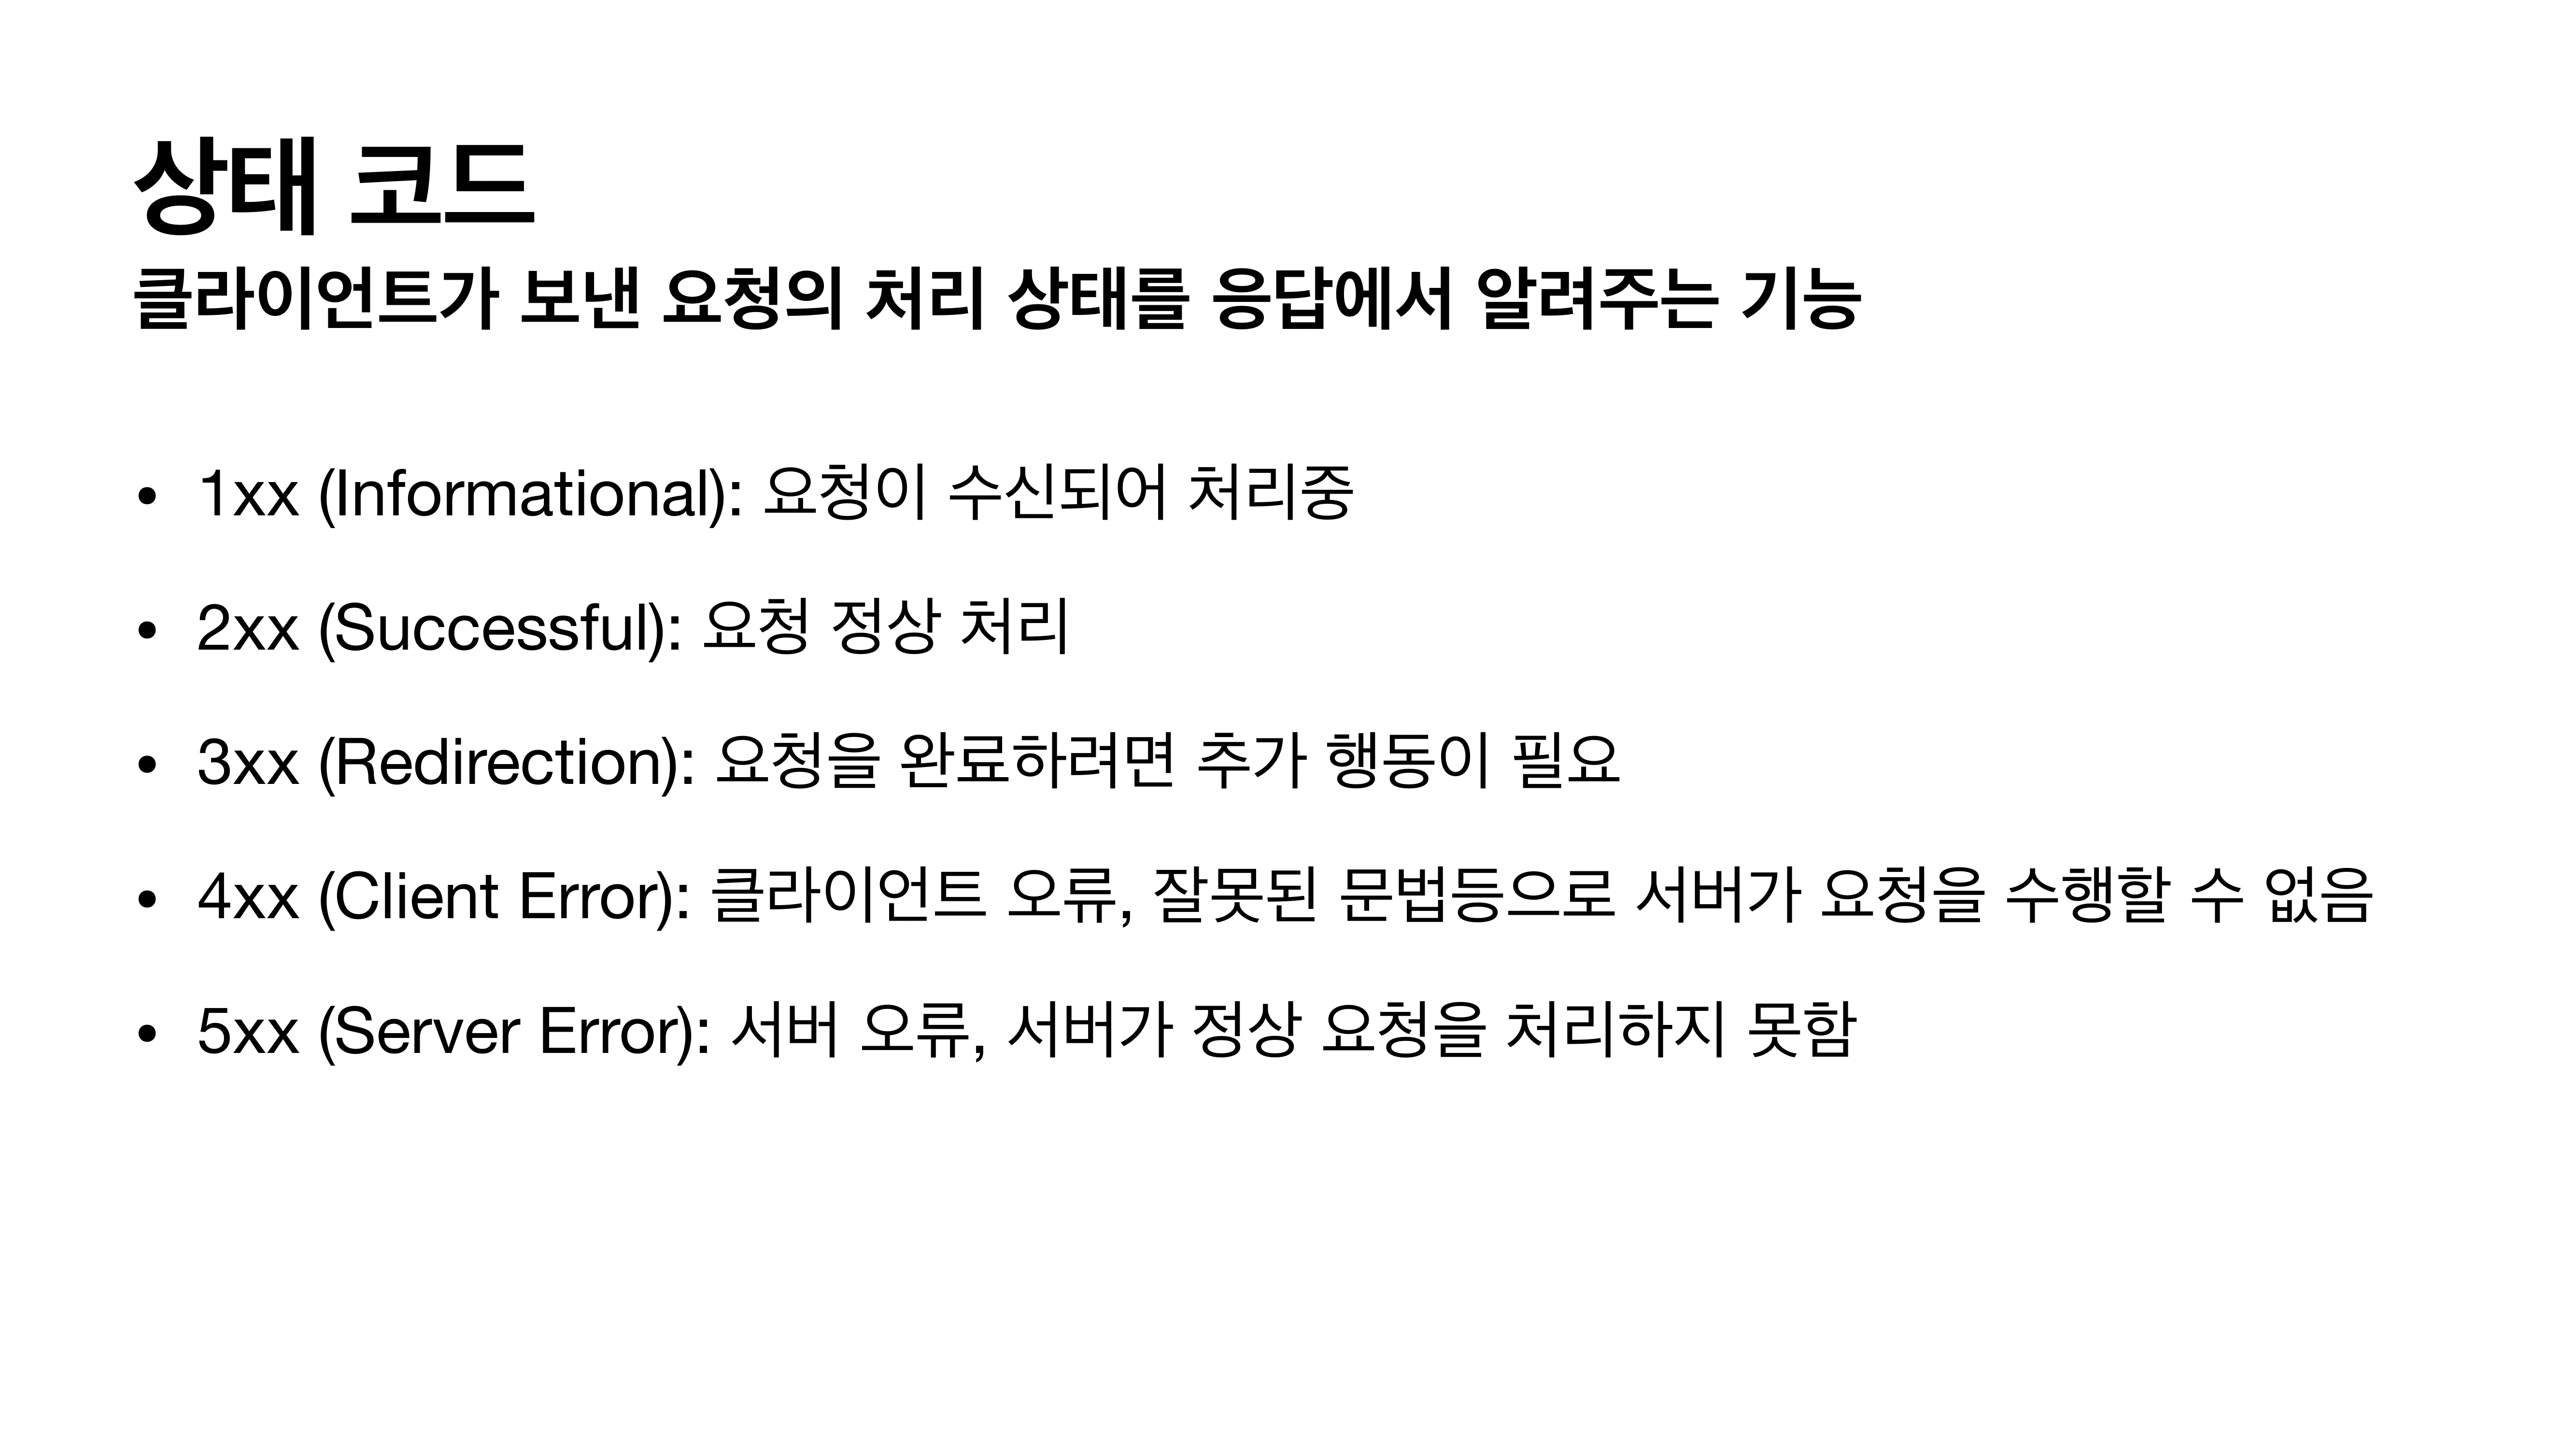 상태 코드
클라이언트가 보낸 요청의 처리 상태를 응답에서 알려주는 기능
• 1xx (Informational): 요청이 수신되어 처리중
• 2xx (Successful): 요청 정상 처리
• 3xx (Redirection): 요청을 완료하려면 추가 행동이 필요
• 4xx (Client Error): 클라이언트 오류, 잘못된 문법등으로 서버가 요청을 수행할 수 없음
• 5xx (Server Error): 서버 오류, 서버가 정상 요청을 처리하지 못함